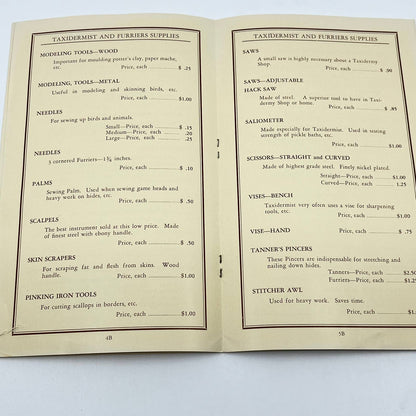 TAXIDERMIST AND FURRIERS SUPPLIES
MODELING TOOLS—WOOD
Important for moulding potter's clay, paper mache,
etc.
Price, each ........ $ .25
MODELING, TOOLS—METAL
Useful in modeling and skinning birds, etc.
Price, each ........ $1.00
NEEDLES
For sewing up birds and animals.
Small—Price, each ........ $ .15
Medium—Price, each ........ .20
Large—Price, each ........ .25
NEEDLES
3 cornered Furriers—1¾ inches.
Price, each ........ $ .10
PALMS
Sewing Palm. Used when sewing game heads and
heavy work on hides, etc.
Price, each ........ $ .50
SCALPELS
The best instrument sold at this low price. Made
of finest steel with ebony handle.
Price, each ........ $ .50
SKIN SCRAPERS
For scraping fat and flesh from skins. Wood
handle.
Price, each ........ $1.00
PINKING IRON TOOLS
For cutting scallops in borders, etc.
Price, each ........ $1.00
4B
TAXIDERMIST AND FURRIERS SUPPLIES
SAWS
A small saw is highly necessary about a Taxidermy
Shop.
Price, each ........ $ .90
SAWS—ADJUSTABLE
HACK SAW
Made of steel. A superior tool to have in Taxi-
dermy Shop or home.
Price, each ........ $ .85
SALIOMETER
Made especially for Taxidermist. Used in testing
strength of pickle baths, etc.
Price, each ........ $1.00
SCISSORS—STRAIGHT and CURVED
Made of highest grade steel. Finely nickel plated.
Straight—Price, each ........ $1.00
Curved—Price, each ........ 1.25
VISES—BENCH
Taxidermist very often uses a vise for sharpening
tools, etc.
Price, each ........ $1.00
VISE—HAND
Price, each ........ $ .75
TANNER'S PINCERS
These Pincers are indispensable for stretching and
nailing down hides.
Tanners—Price, each ........ $2.50
Furriers—Price, each ........ $1.25
STITCHER AWL
Used for heavy work. Saves time.
Price, each ........ $1.00
5B